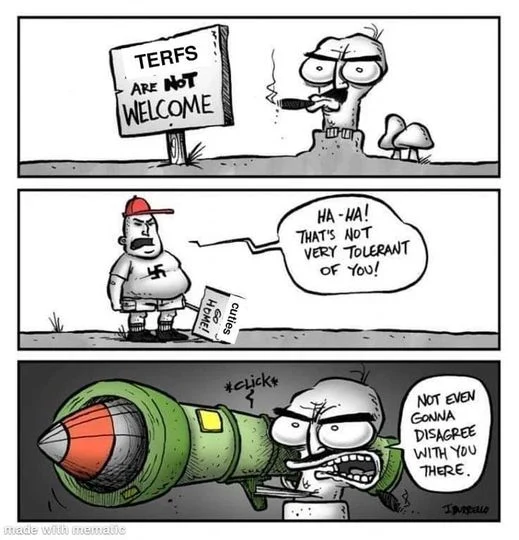 TERFS
ARE NOT
WELCOME
HA-HA!
THAT'S NOT
VERY TOLERANT
OF YOU!
cuties
GO
HOME!
*CLICK*
NOT EVEN
GONNA
DISAGREE
WITH YOU
THERE.
J.BURRELLO
made with mematic